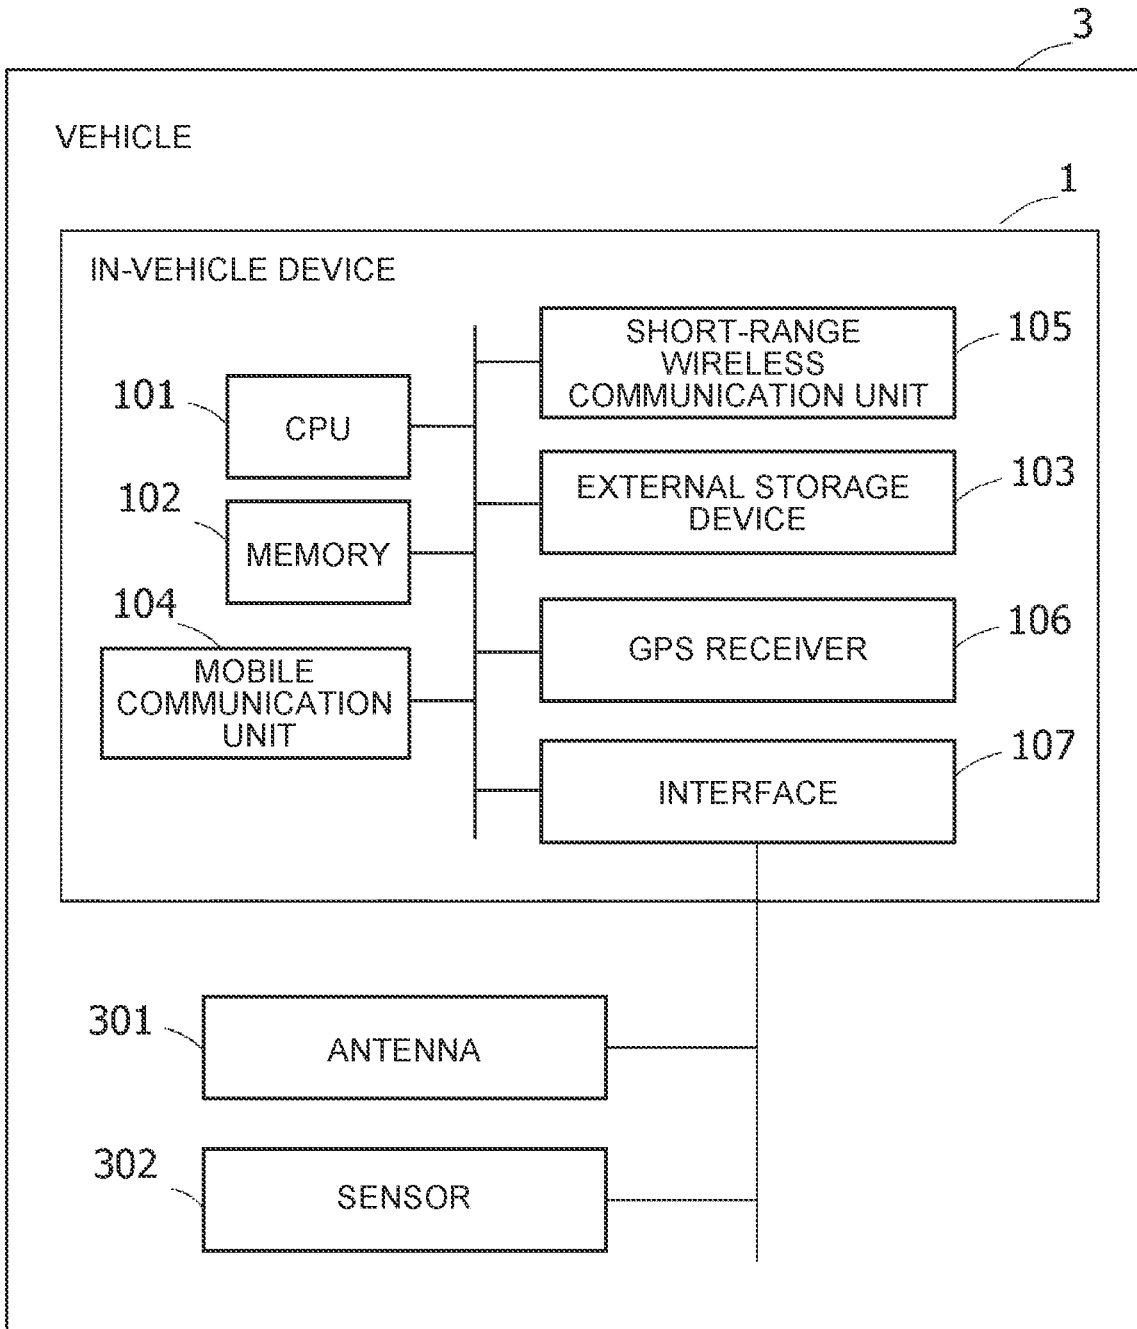 3
VEHICLE
1
IN-VEHICLE DEVICE
SHORT-RANGE
WIRELESS
COMMUNICATION UNIT
105
101
CPU
EXTERNAL STORAGE
DEVICE
103
102
MEMORY
104
MOBILE
COMMUNICATION
UNIT
GPS RECEIVER
106
INTERFACE
107
301
ANTENNA
302
SENSOR